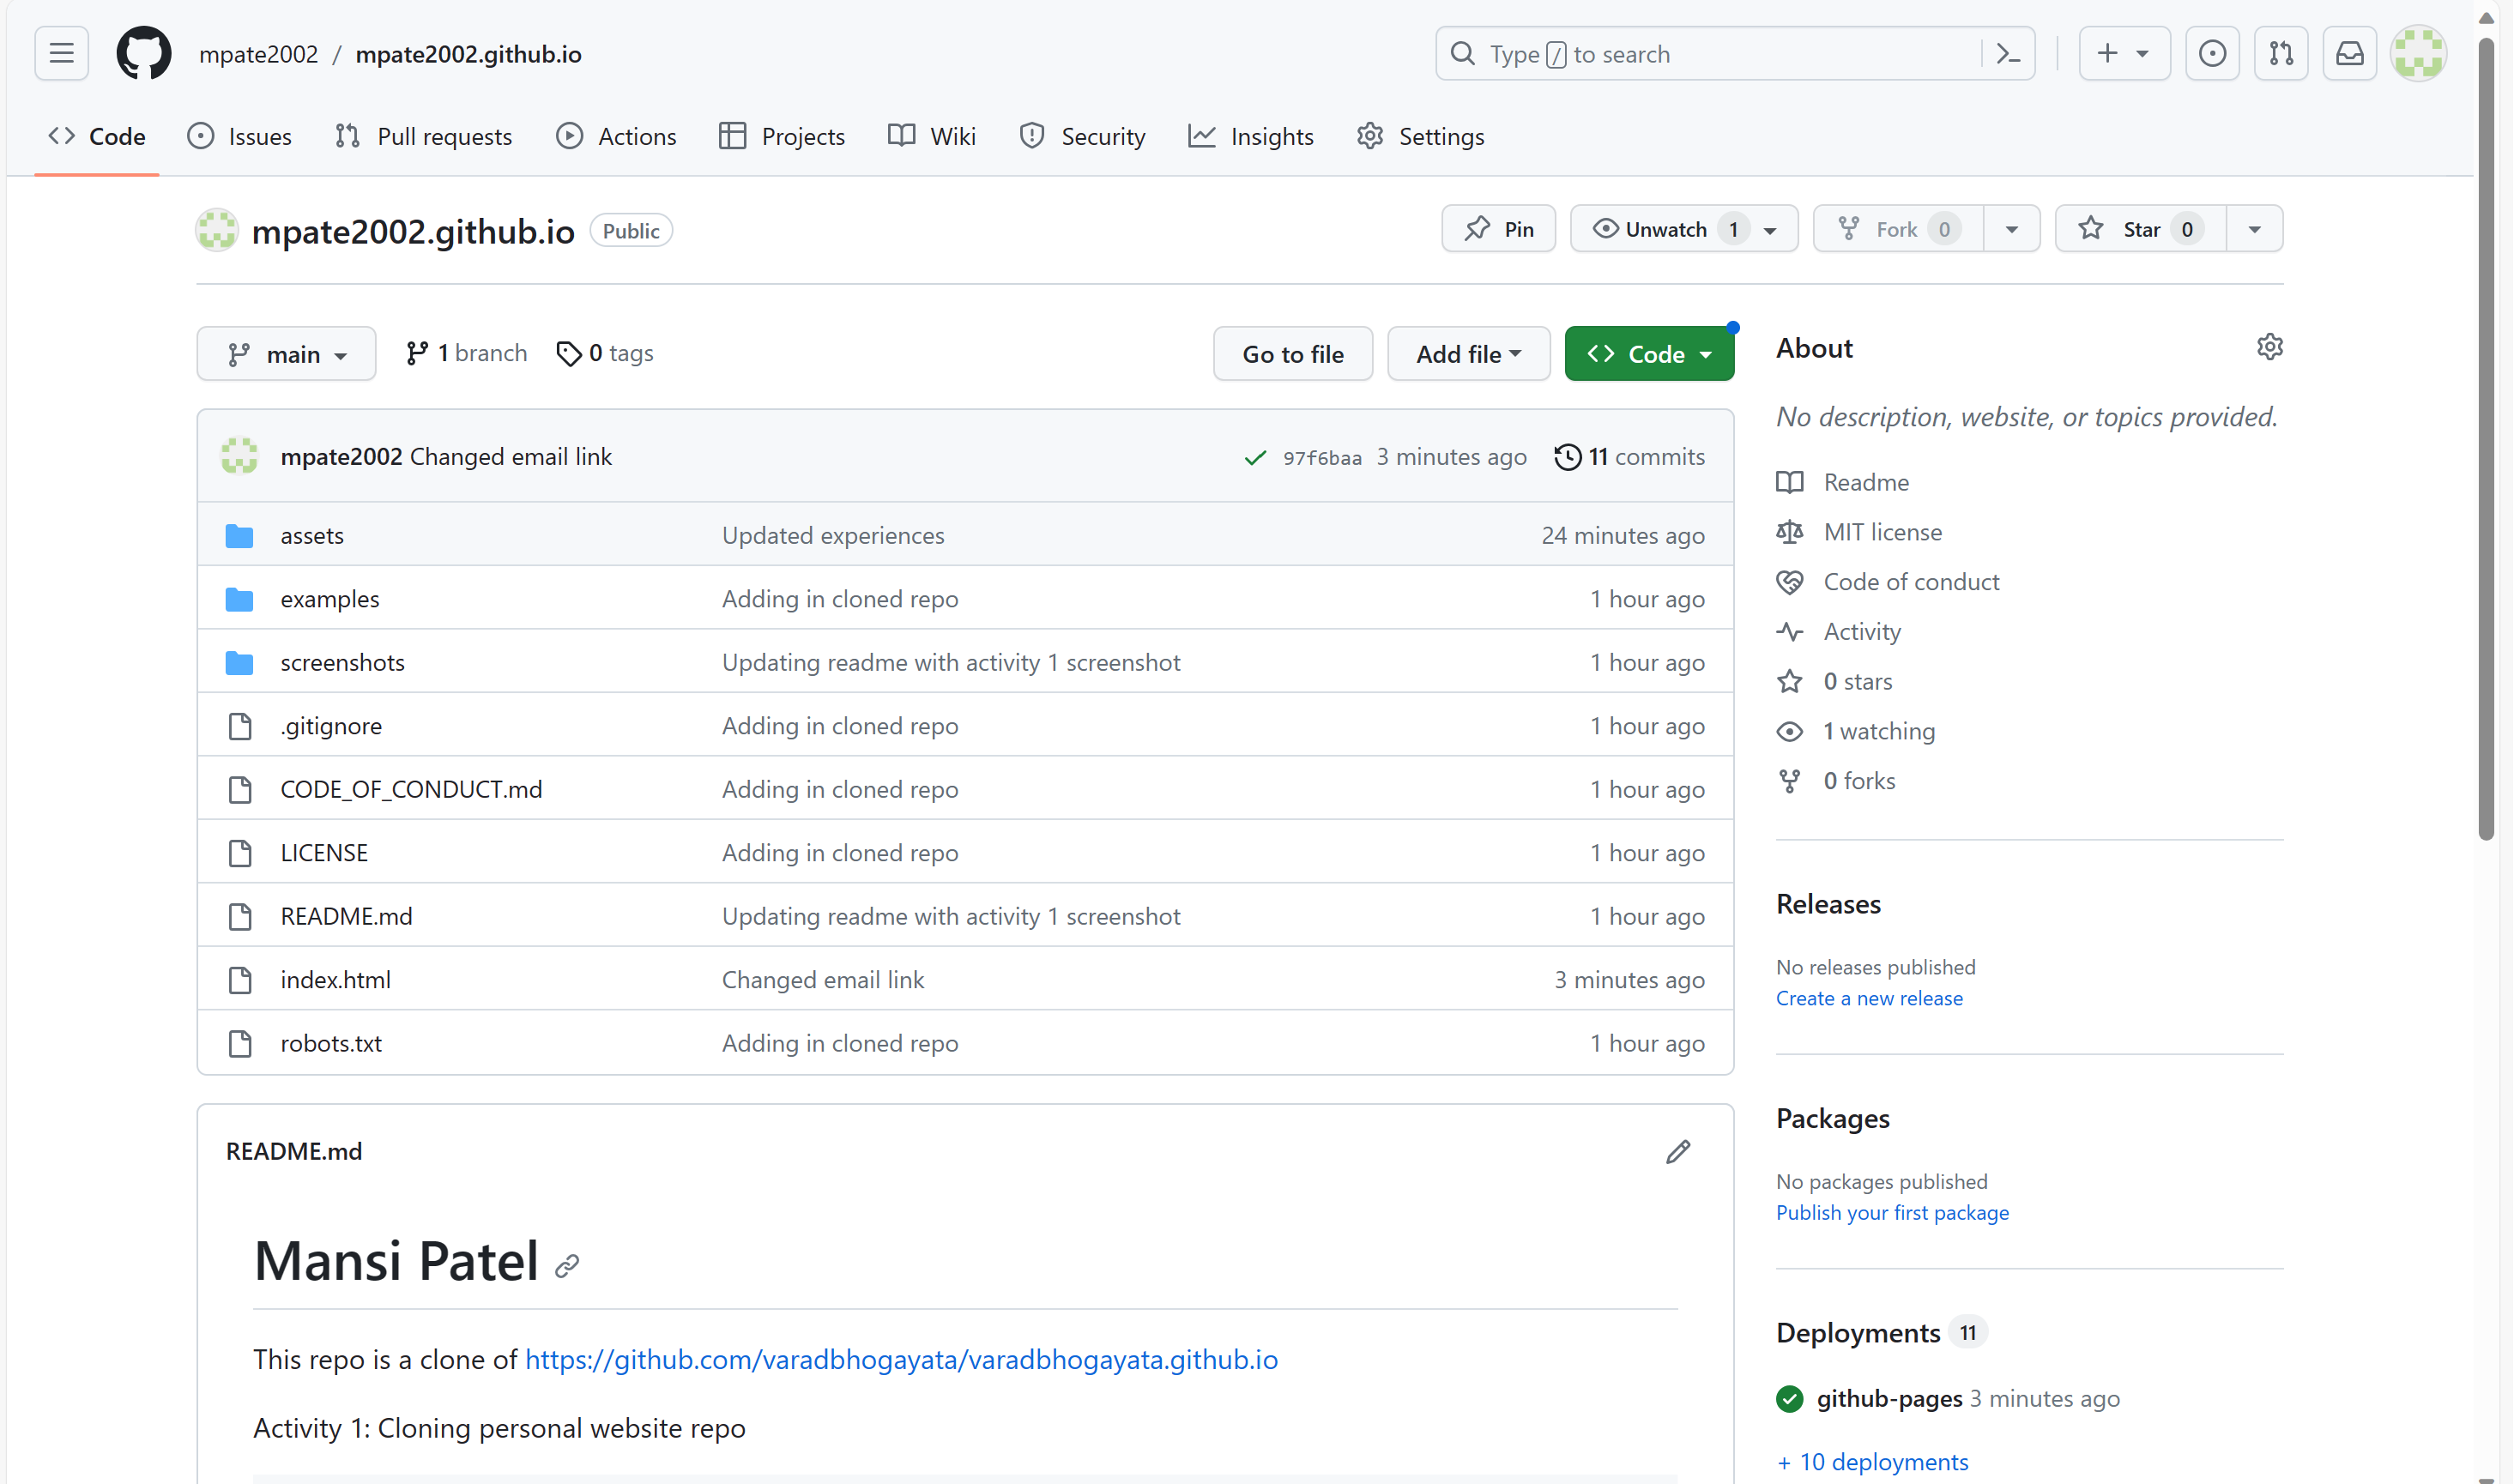 mpate2002 / mpate2002.github.io
Type / to search
Code Issues Pull requests Actions Projects Wiki Security Insights Settings
mpate2002.github.io Public
Pin Unwatch 1 Fork 0 Star 0
main 1 branch 0 tags Go to file Add file Code
mpate2002 Changed email link 97f6baa 3 minutes ago 11 commits
assets Updated experiences 24 minutes ago
examples Adding in cloned repo 1 hour ago
screenshots Updating readme with activity 1 screenshot 1 hour ago
.gitignore Adding in cloned repo 1 hour ago
CODE_OF_CONDUCT.md Adding in cloned repo 1 hour ago
LICENSE Adding in cloned repo 1 hour ago
README.md Updating readme with activity 1 screenshot 1 hour ago
index.html Changed email link 3 minutes ago
robots.txt Adding in cloned repo 1 hour ago
README.md
Mansi Patel
This repo is a clone of https://github.com/varadbhogayata/varadbhogayata.github.io
Activity 1: Cloning personal website repo
About
No description, website, or topics provided.
Readme
MIT license
Code of conduct
Activity
0 stars
1 watching
0 forks
Releases
No releases published
Create a new release
Packages
No packages published
Publish your first package
Deployments 11
github-pages 3 minutes ago
+ 10 deployments